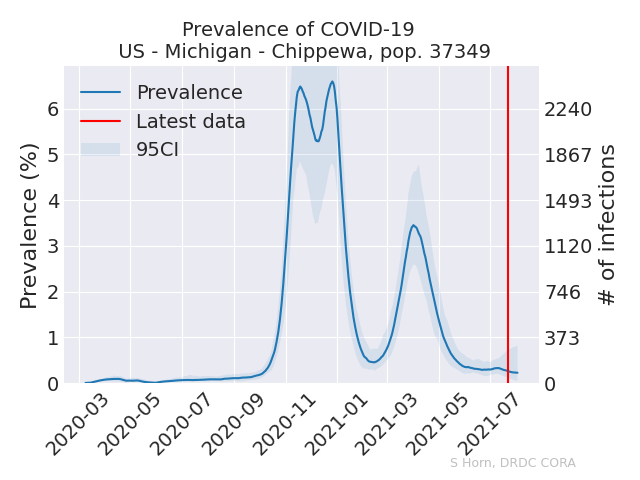 Prevalence of COVID-19
US - Michigan - Chippewa, pop. 37349
Prevalence
Latest data
95CI
Prevalence (%)
6
5
4
3
2
1
0
2240
1867
1493
1120
746
373
0
# of infections
2020-03
2020-05
2020-07
2020-09
2020-11
2021-01
2021-03
2021-05
2021-07
S Horn, DRDC CORA